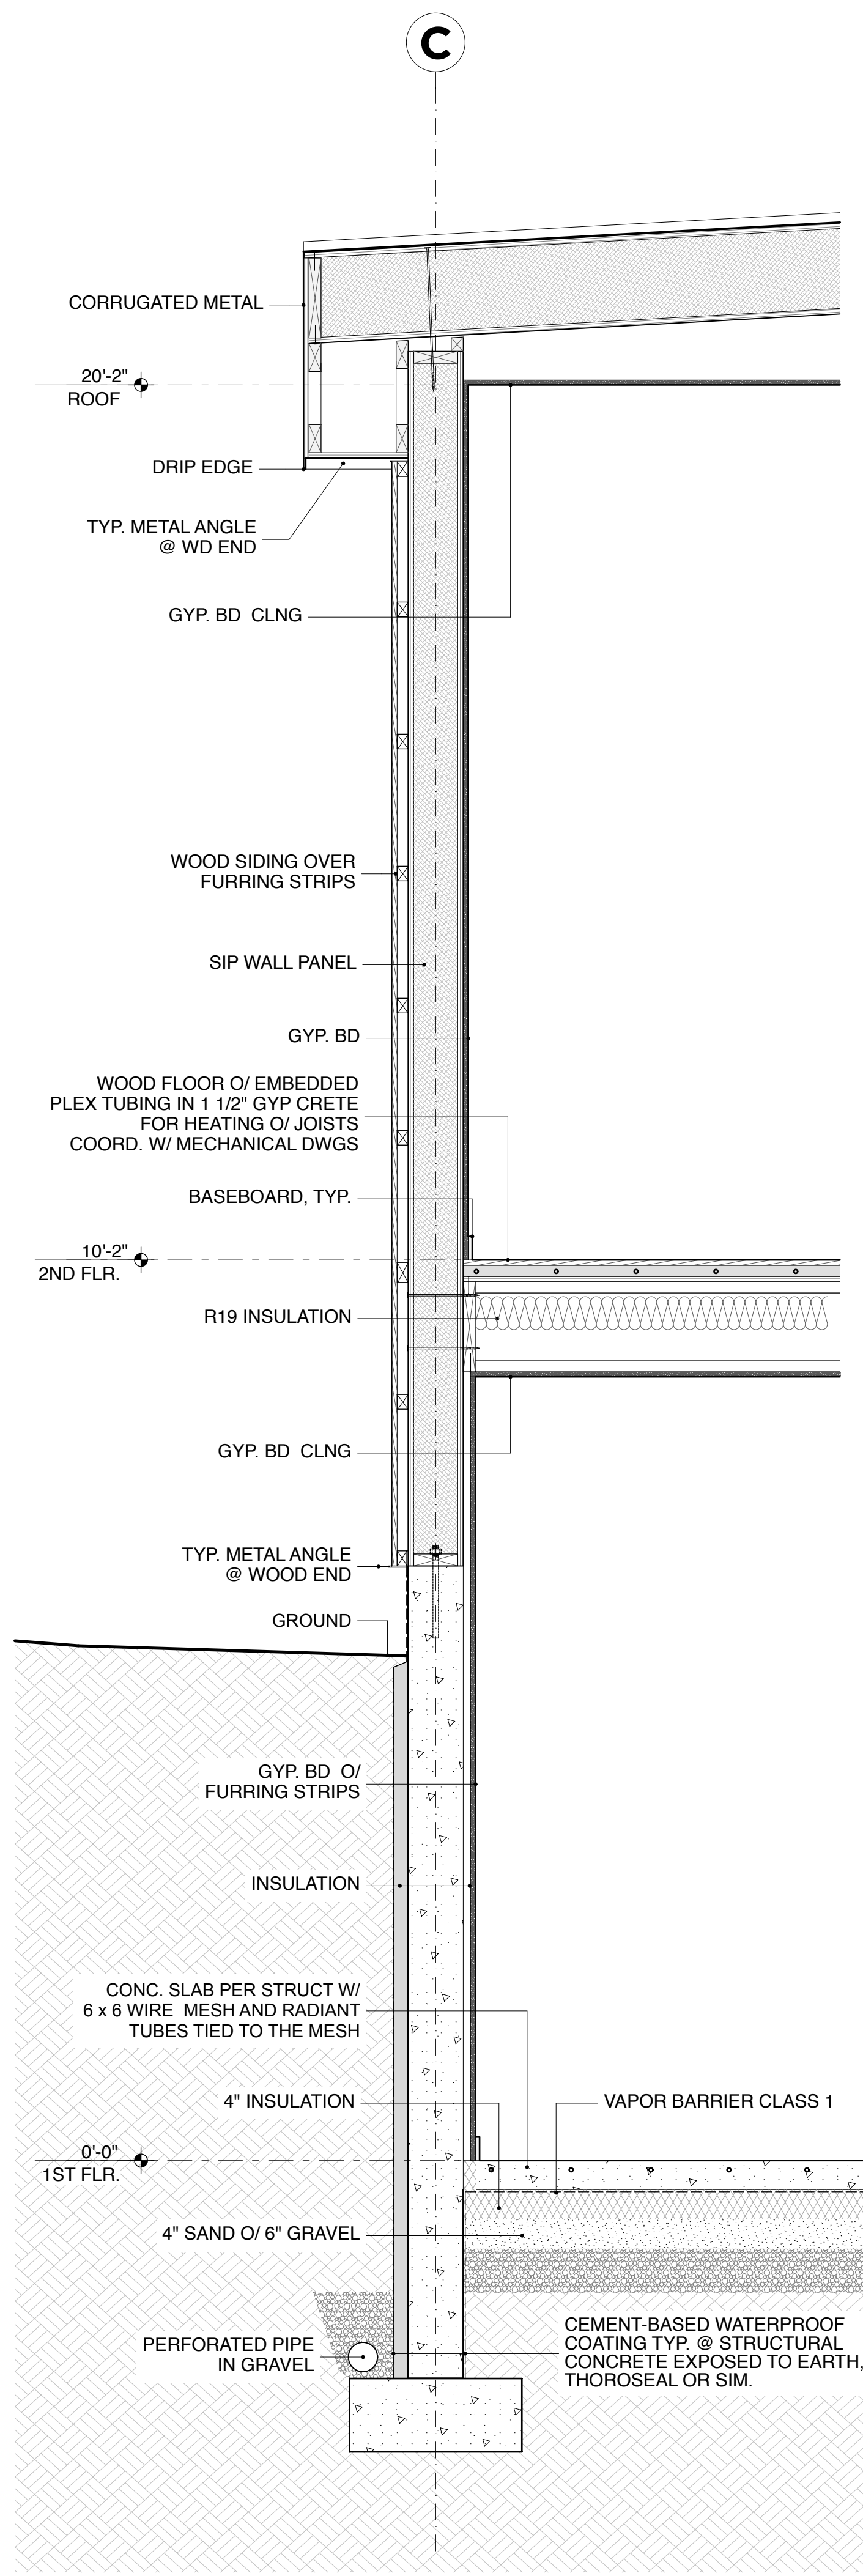 C
CORRUGATED METAL
20'-2"
ROOF
DRIP EDGE
TYP. METAL ANGLE
@ WD END
GYP. BD CLNG
WOOD SIDING OVER
FURRING STRIPS
SIP WALL PANEL
GYP. BD
WOOD FLOOR O/ EMBEDDED
PLEX TUBING IN 1 1/2" GYP CRETE
FOR HEATING O/ JOISTS
COORD. W/ MECHANICAL DWGS
BASEBOARD, TYP.
10'-2"
2ND FLR.
R19 INSULATION
GYP. BD CLNG
TYP. METAL ANGLE
@ WOOD END
GROUND
GYP. BD O/
FURRING STRIPS
INSULATION
CONC. SLAB PER STRUCT W/
6 x 6 WIRE MESH AND RADIANT
TUBES TIED TO THE MESH
4" INSULATION
VAPOR BARRIER CLASS 1
0'-0"
1ST FLR.
4" SAND O/ 6" GRAVEL
PERFORATED PIPE
IN GRAVEL
CEMENT-BASED WATERPROOF
COATING TYP. @ STRUCTURAL
CONCRETE EXPOSED TO EARTH,
THOROSEAL OR SIM.